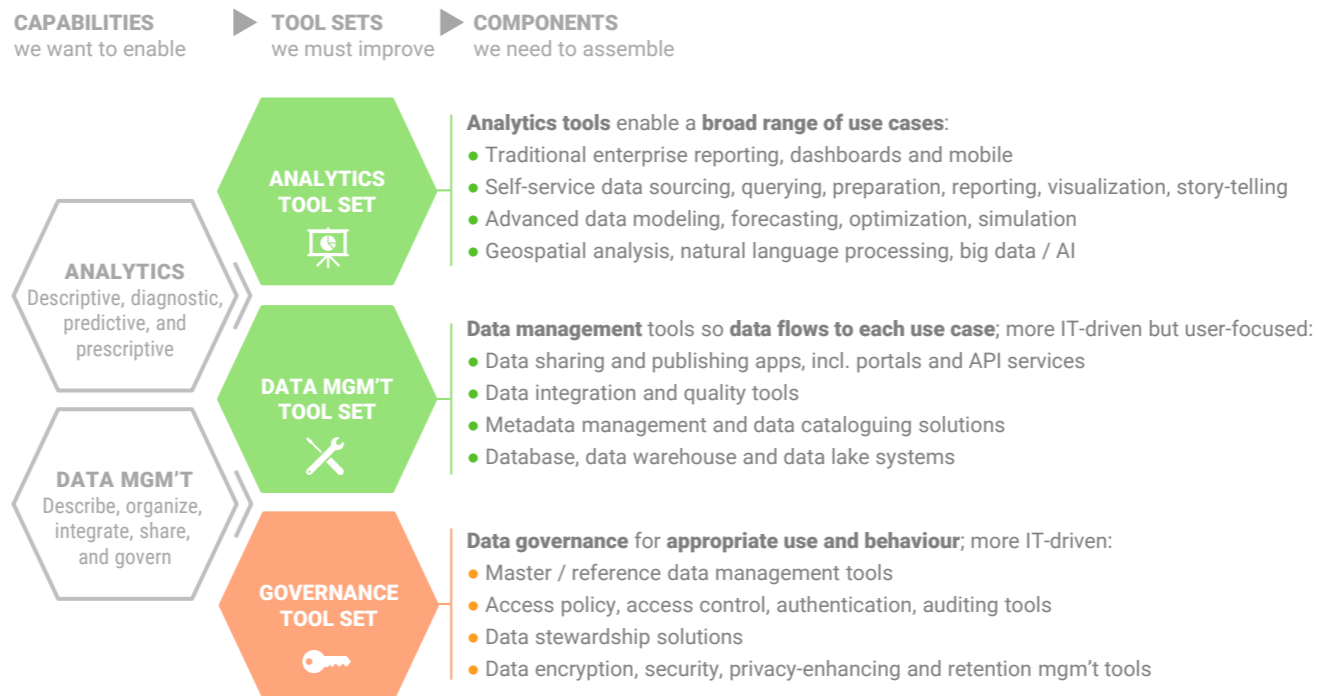 CAPABILITIES
we want to enable
TOOL SETS
we must improve
COMPONENTS
we need to assemble
ANALYTICS
Descriptive, diagnostic,
predictive, and
prescriptive
DATA MGM'T
Describe, organize,
integrate, share,
and govern
ANALYTICS
TOOL SET
Analytics tools enable a broad range of use cases:
• Traditional enterprise reporting, dashboards and mobile
• Self-service data sourcing, querying, preparation, reporting, visualization, story-telling
• Advanced data modeling, forecasting, optimization, simulation
• Geospatial analysis, natural language processing, big data / AI
DATA MGM'T
TOOL SET
Data management tools so data flows to each use case; more IT-driven but user-focused:
• Data sharing and publishing apps, incl. portals and API services
• Data integration and quality tools
• Metadata management and data cataloguing solutions
• Database, data warehouse and data lake systems
GOVERNANCE
TOOL SET
Data governance for appropriate use and behaviour; more IT-driven:
• Master / reference data management tools
• Access policy, access control, authentication, auditing tools
• Data stewardship solutions
• Data encryption, security, privacy-enhancing and retention mgm't tools